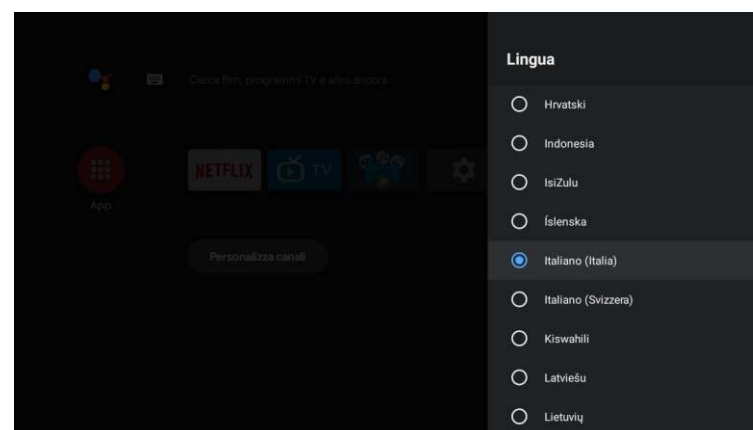 Cerca film, programmi TV e altro ancora
NETFLIX
TV
App
Personalizza canali
Lingua
Hrvatski
Indonesia
IsiZulu
Íslenska
Italiano (Italia)
Italiano (Svizzera)
Kiswahili
Latviešu
Lietuvių